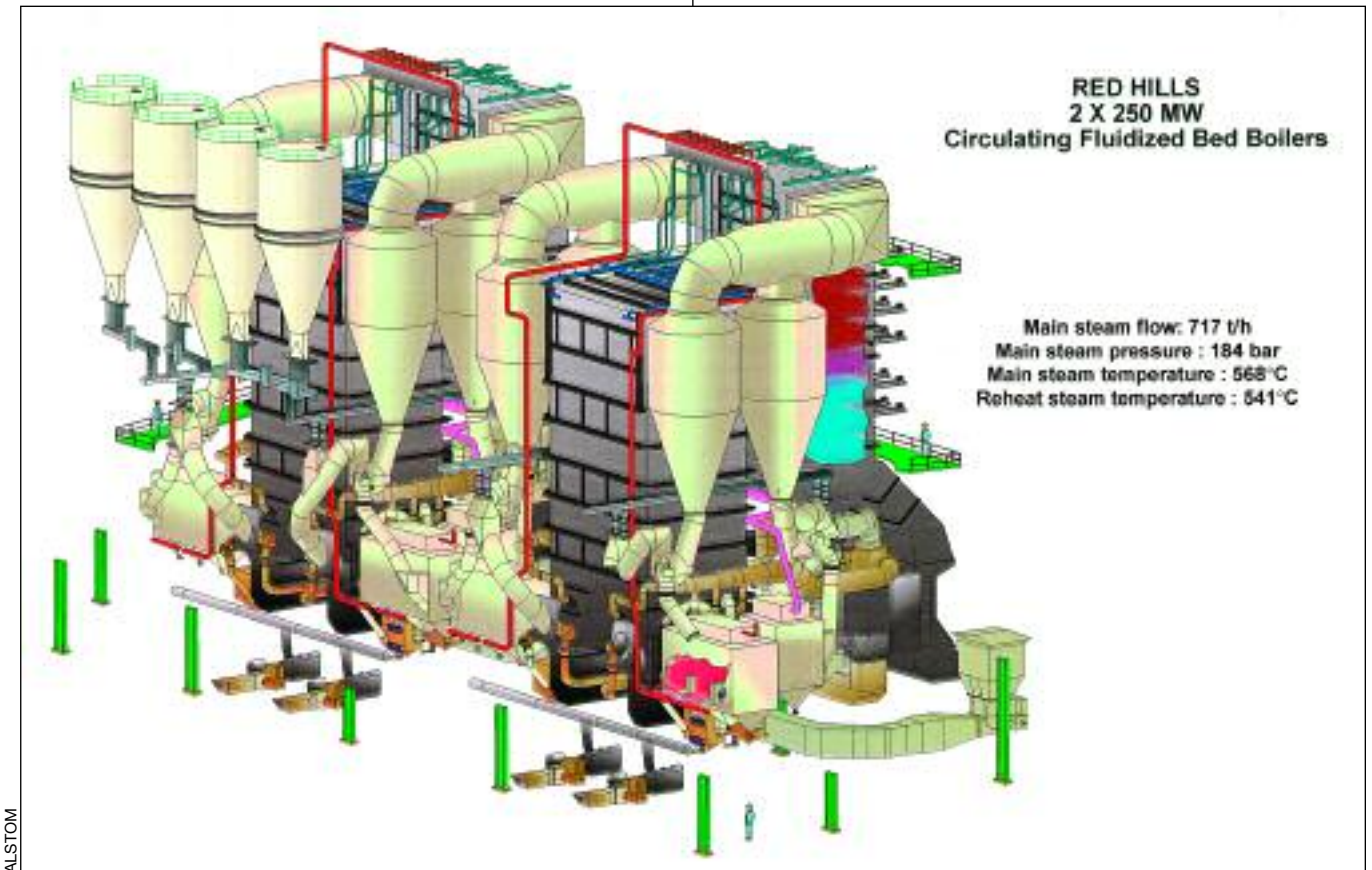 RED HILLS
2 X 250 MW
Circulating Fluidized Bed Boilers
Main steam flow: 717 t/h
Main steam pressure : 184 bar
Main steam temperature : 568°C
Reheat steam temperature : 541°C
ALSTOM